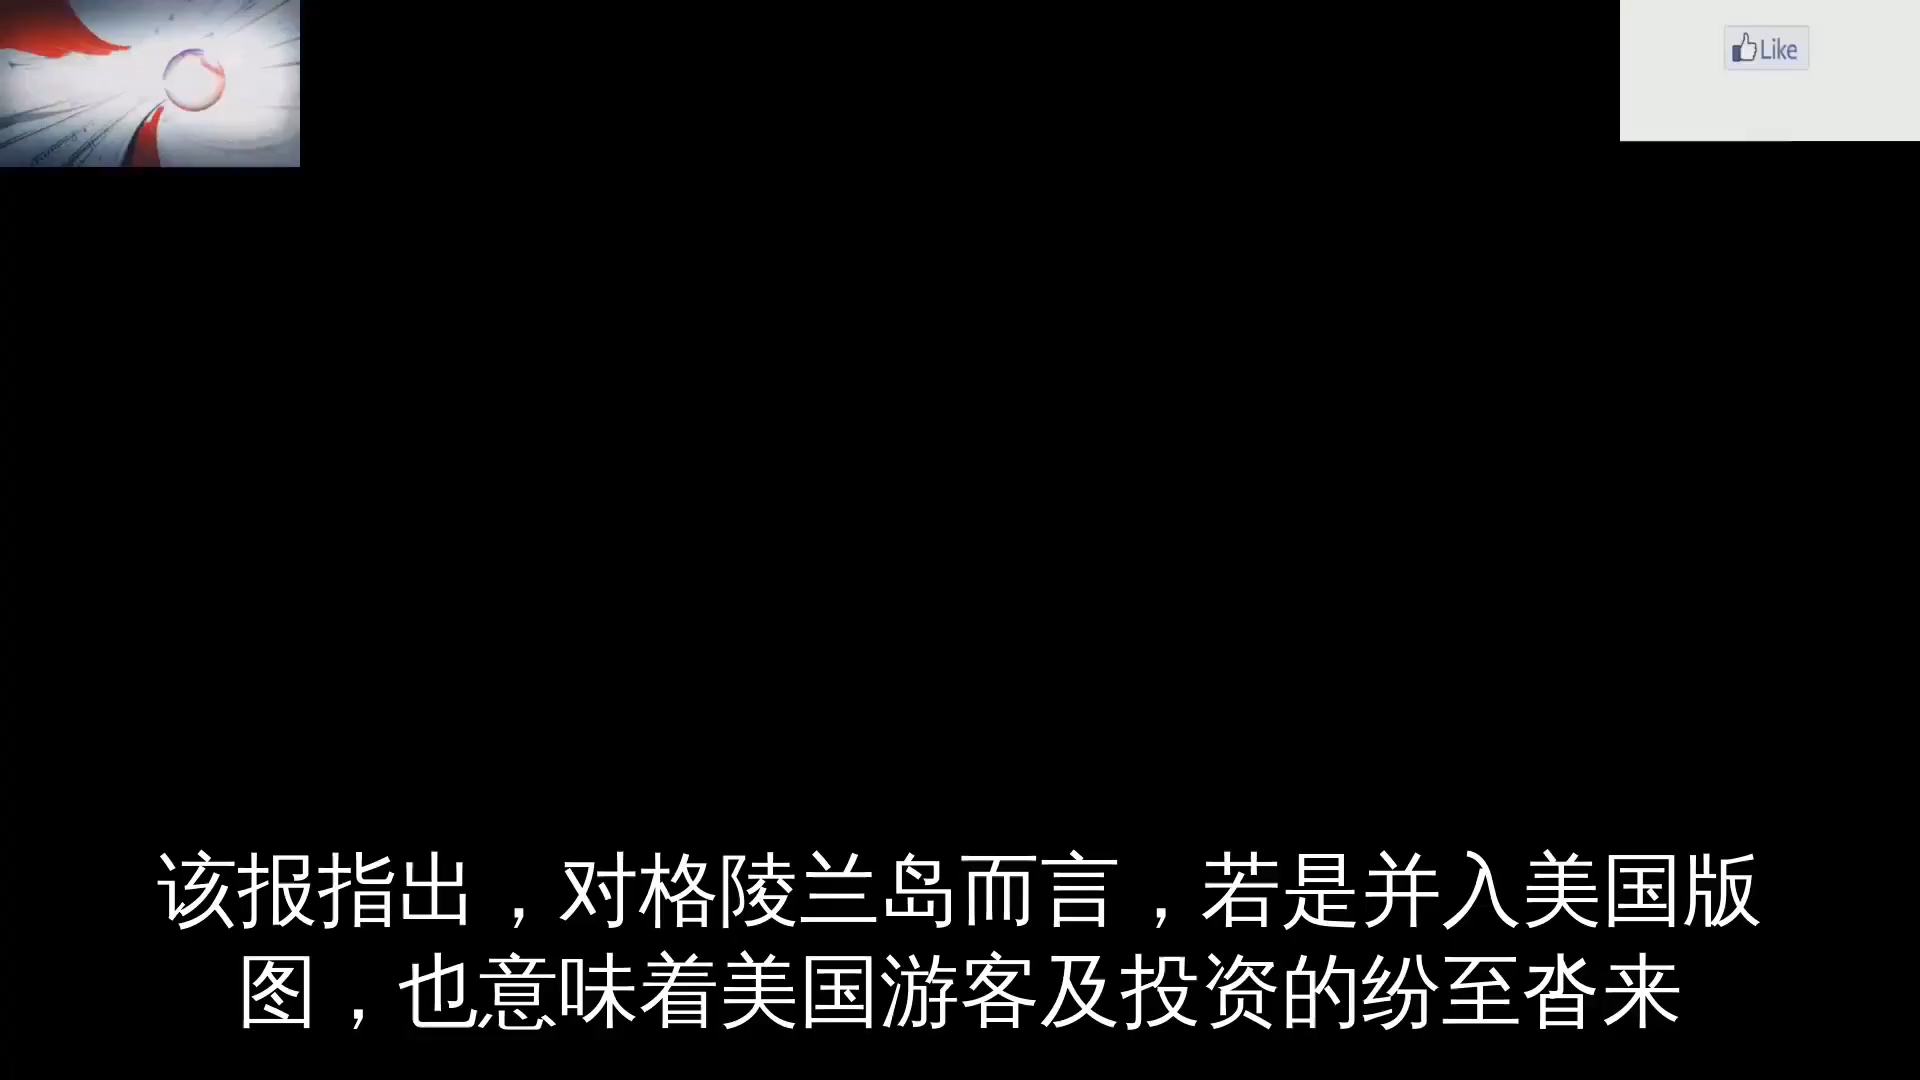 Like
该报指出，对格陵兰岛而言，若是并入美国版
图，也意味着美国游客及投资的纷至沓来